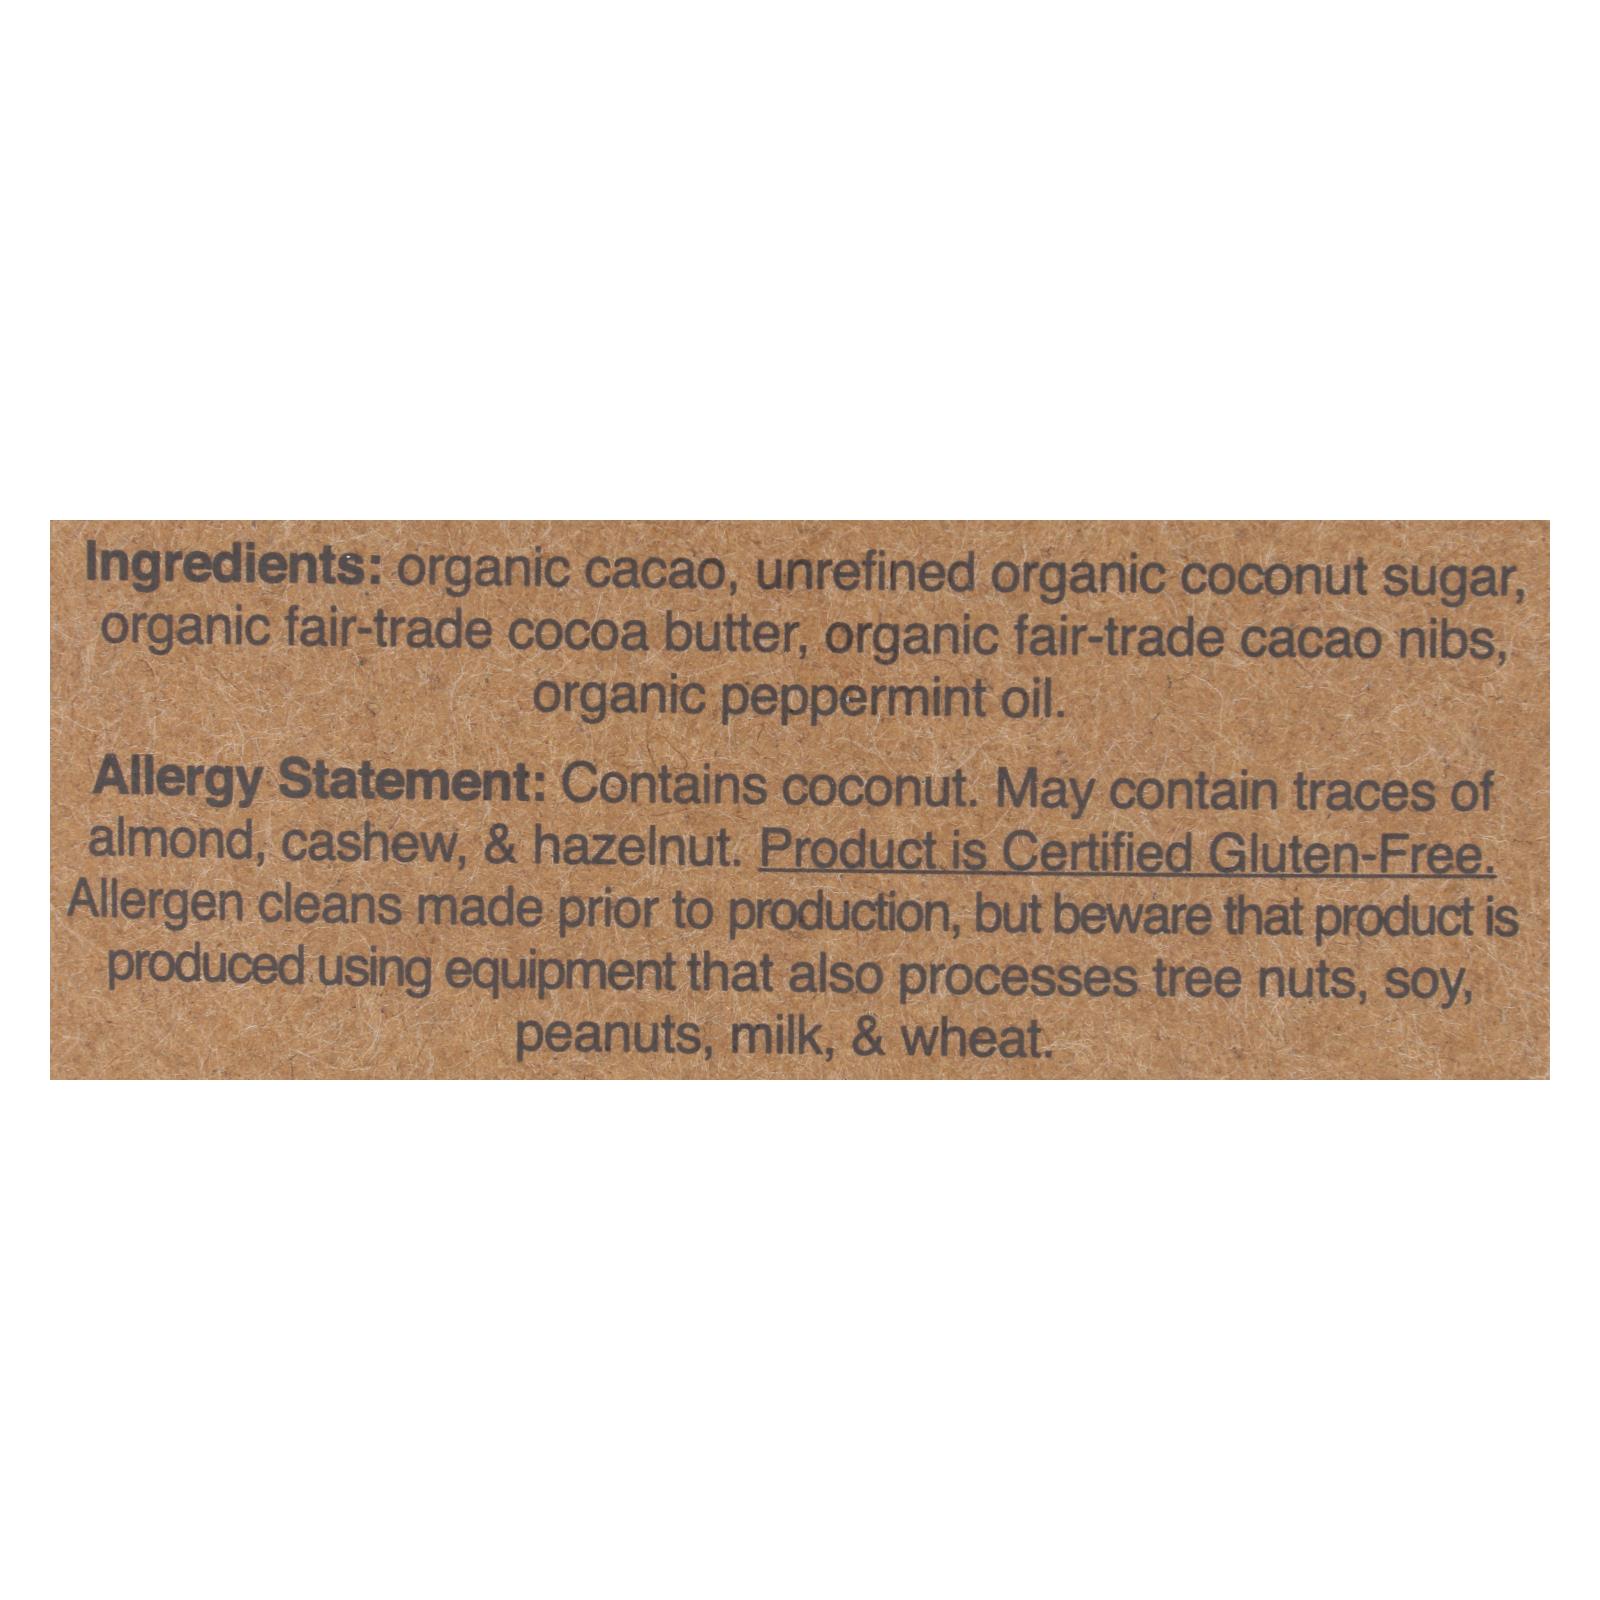 Ingredients: organic cacao, unrefined organic coconut sugar,
organic fair-trade cocoa butter, organic fair-trade cacao nibs,
organic peppermint oil.
Allergy Statement: Contains coconut. May contain traces of
almond, cashew, & hazelnut. Product is Certified Gluten-Free.
Allergen cleans made prior to production, but beware that product is
produced using equipment that also processes tree nuts, soy,
peanuts, milk, & wheat.